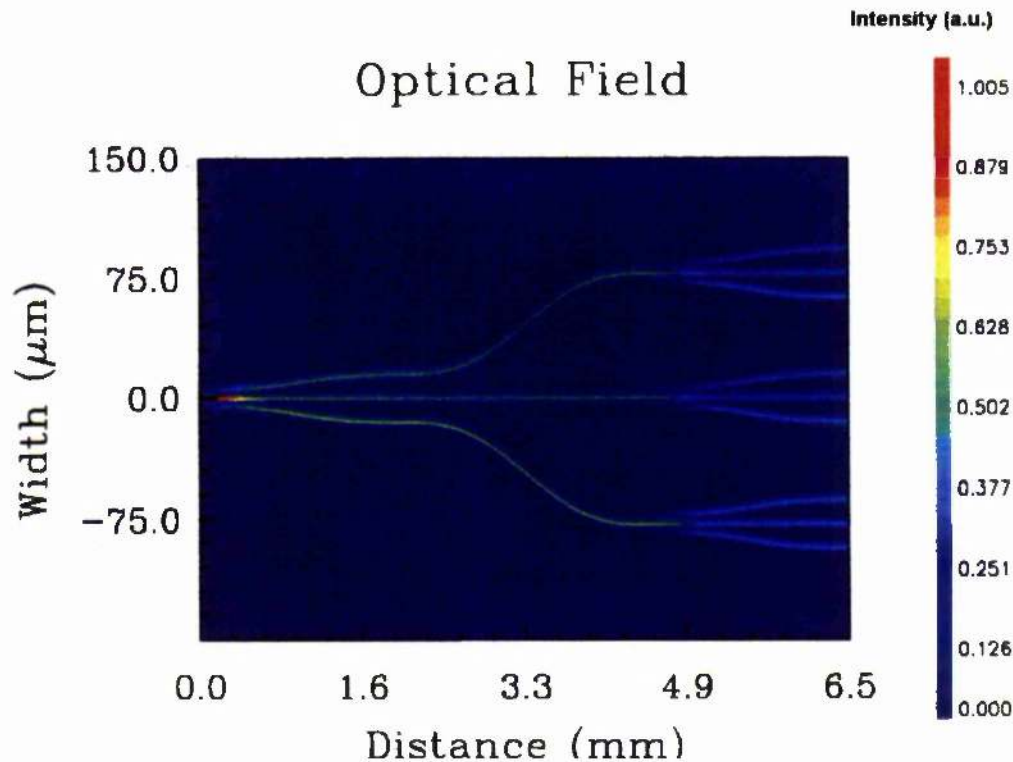 Intensity (a.u.)
Optical Field
150.0
75.0
0.0
-75.0
Width (μm)
0.0 1.6 3.3 4.9 6.5
Distance (mm)
1.005
0.879
0.753
0.628
0.502
0.377
0.251
0.126
0.000